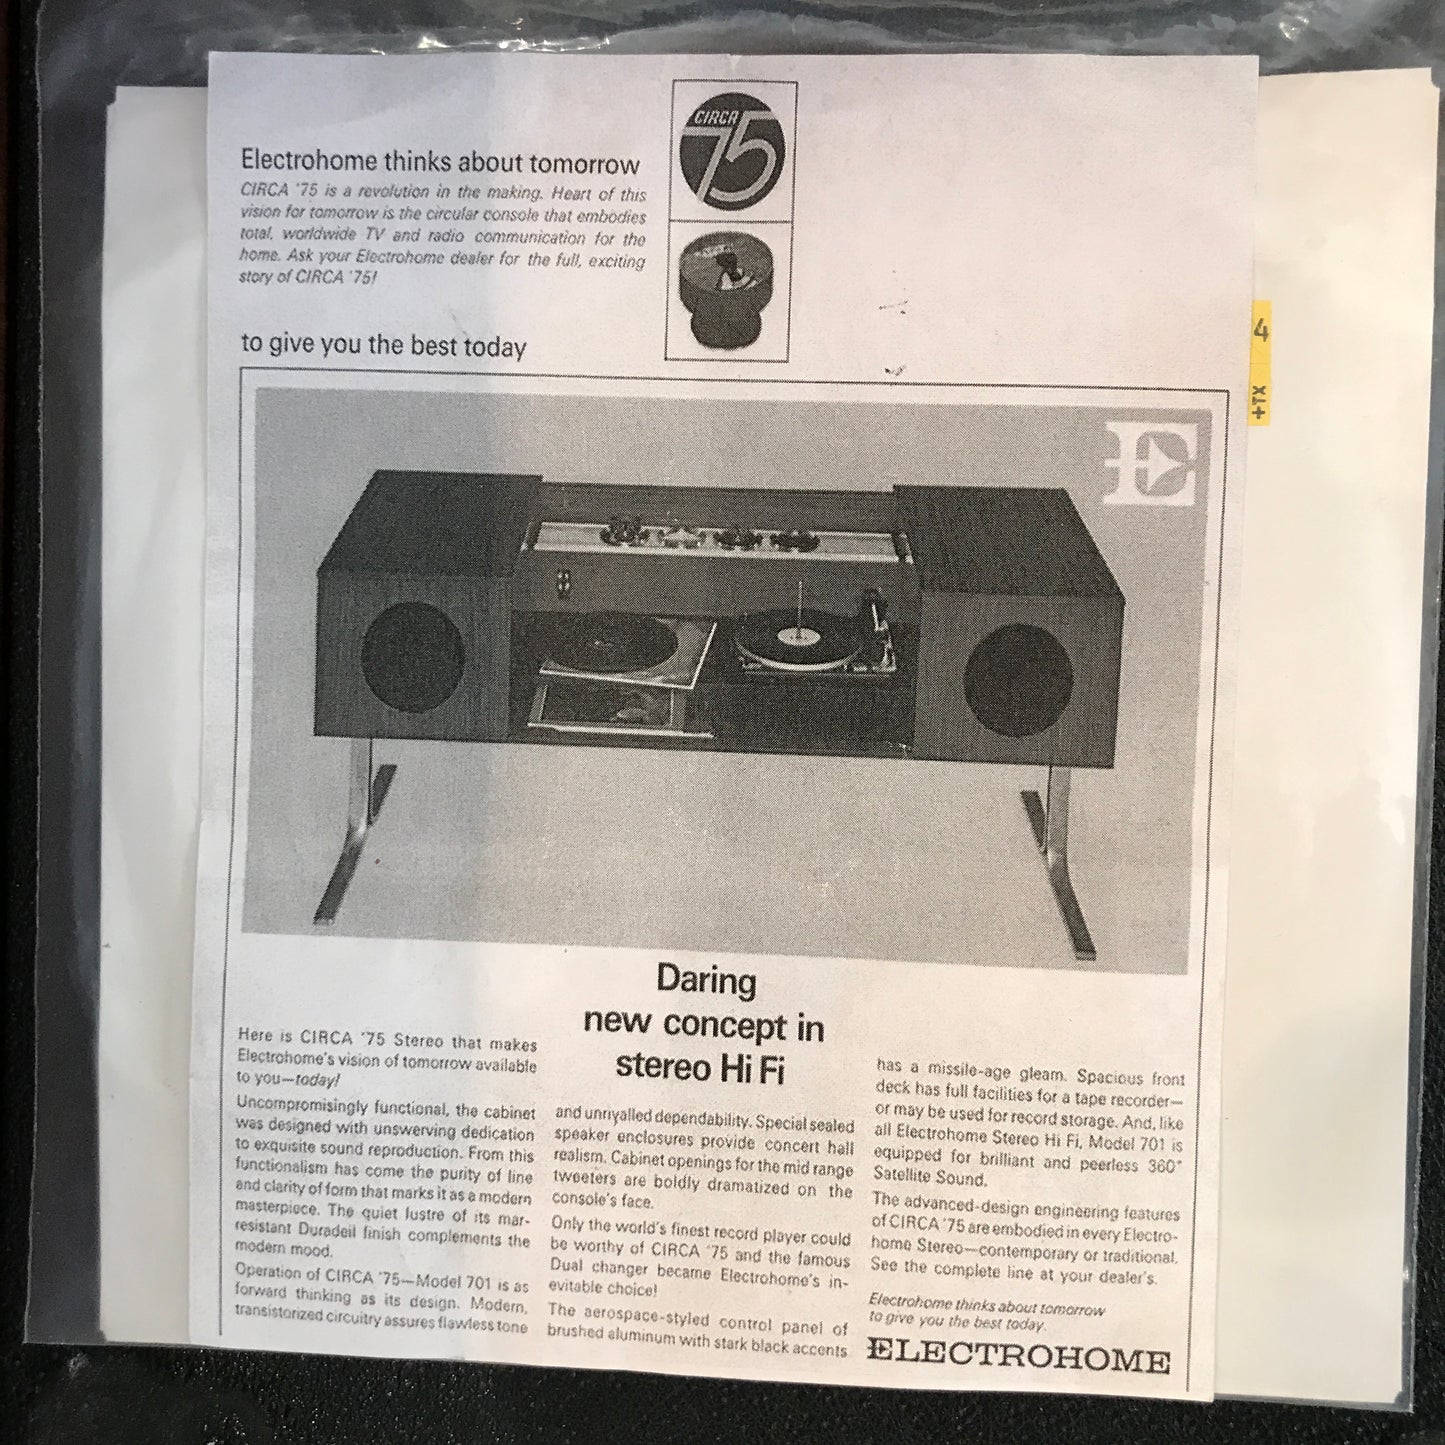 CIRCA
75
Electrohome thinks about tomorrow
CIRCA '75 is a revolution in the making. Heart of this
vision for tomorrow is the circular console that embodies
total, worldwide TV and radio communication for the
home. Ask your Electrohome dealer for the full, exciting
story of CIRCA '75!
to give you the best today
4
+TX
E
Daring
new concept in
stereo Hi Fi
Here is CIRCA '75 Stereo that makes
Electrohome's vision of tomorrow available
to you—today!
Uncompromisingly functional, the cabinet
was designed with unswerving dedication
to exquisite sound reproduction. From this
functionalism has come the purity of line
and clarity of form that marks it as a modern
masterpiece. The quiet lustre of its mar-
resistant Duradeil finish complements the
modern mood.
Operation of CIRCA '75—Model 701 is as
forward thinking as its design. Modern,
transistorized circuitry assures flawless tone
and unrivalled dependability. Special sealed
speaker enclosures provide concert hall
realism. Cabinet openings for the mid range
tweeters are boldly dramatized on the
console's face.
Only the world's finest record player could
be worthy of CIRCA '75 and the famous
Dual changer became Electrohome's in-
evitable choice!
The aerospace-styled control panel of
brushed aluminum with stark black accents
has a missile-age gleam. Spacious front
deck has full facilities for a tape recorder—
or may be used for record storage. And, like
all Electrohome Stereo Hi Fi, Model 701 is
equipped for brilliant and peerless 360°
Satellite Sound.
The advanced-design engineering features
of CIRCA '75 are embodied in every Electro-
home Stereo—contemporary or traditional.
See the complete line at your dealer's.
Electrohome thinks about tomorrow
to give you the best today.
ELECTROHOME